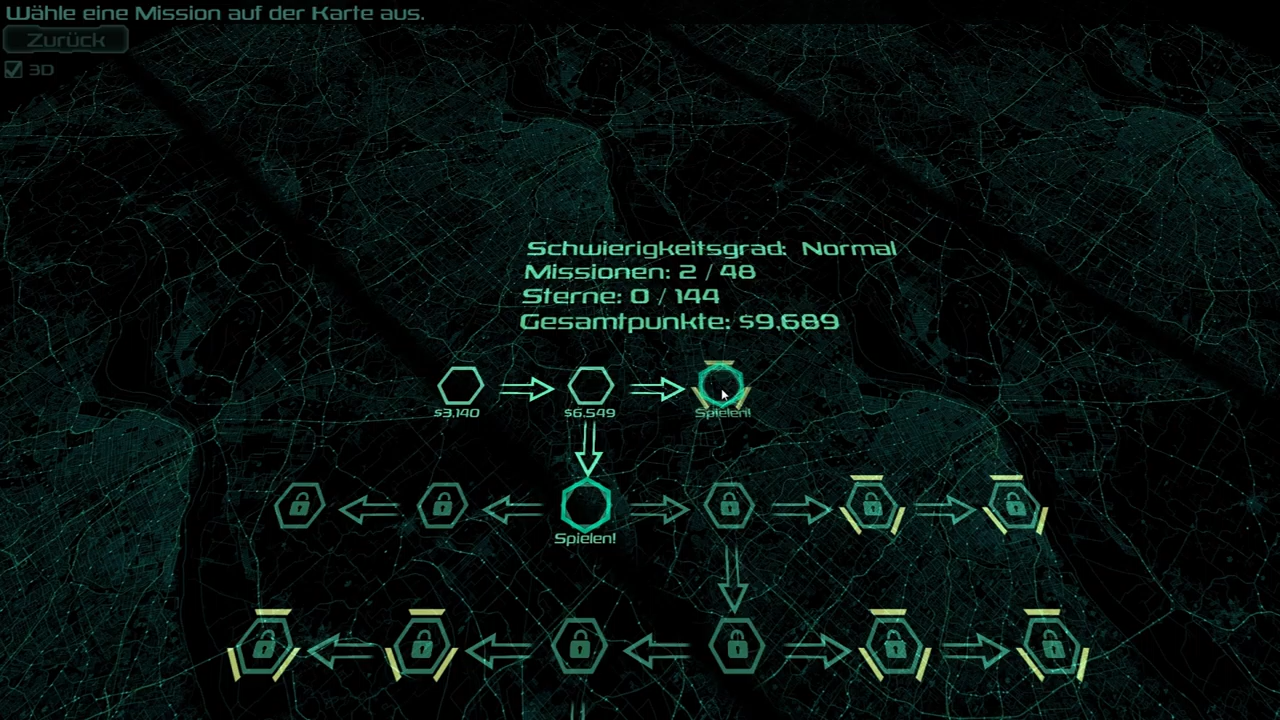 Wähle eine Mission auf der Karte aus.
Zurück
3D
Schwierigkeitsgrad: Normal
Missionen: 2 / 48
Sterne: 0 / 144
Gesamtpunkte: $9,689
$3,140
$6,549
Spielen!
Spielen!